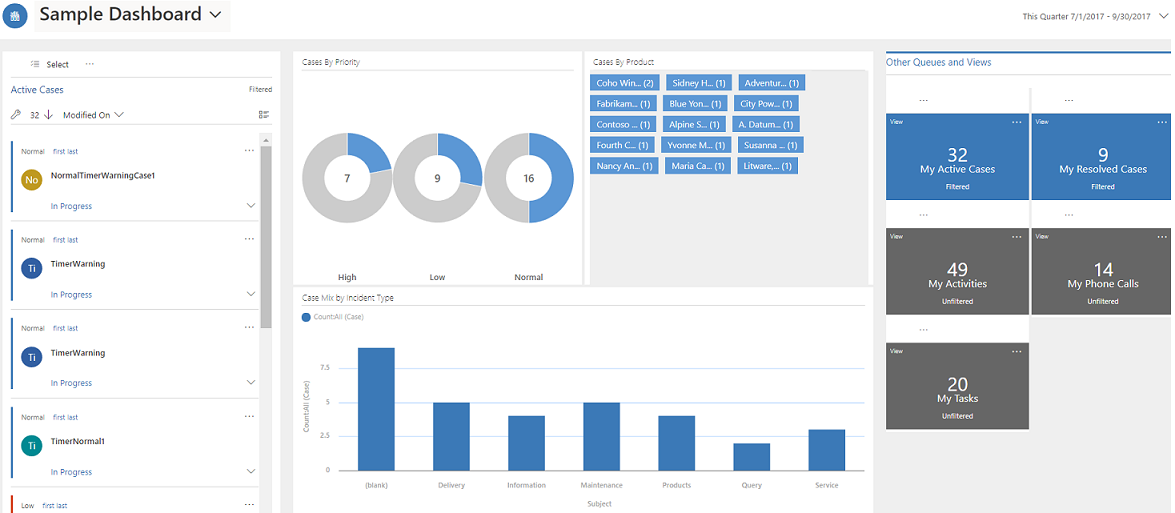 Sample Dashboard
This Quarter 7/1/2017 - 9/30/2017
Select
Active Cases
Filtered
32 Modified On
Normal first last
No
NormalTimerWarningCase1
In Progress
Normal first last
Ti
TimerWarning
In Progress
Normal first last
Ti
TimerWarning
In Progress
Normal first last
Ti
TimerNormal1
In Progress
Low first last
Cases By Priority
7 9 16
High Low Normal
Cases By Product
Coho Win... (2) Sidney H... (1) Adventur... (1)
Fabrikam... (1) Blue Yon... (1) City Pow... (1)
Contoso ... (1) Alpine S... (1) A. Datum... (1)
Fourth C... (1) Yvonne M... (1) Susanna ... (1)
Nancy An... (1) Maria Ca... (1) Litware,... (1)
Case Mix by Incident Type
Count:All (Case)
Count:All (Case)
7.5
5
2.5
0
(blank) Delivery Information Maintenance Products Query Service
Subject
Other Queues and Views
...
View ...
32
My Active Cases
Filtered
...
View ...
9
My Resolved Cases
Filtered
...
View ...
49
My Activities
Unfiltered
...
View ...
14
My Phone Calls
Unfiltered
...
View ...
20
My Tasks
Unfiltered